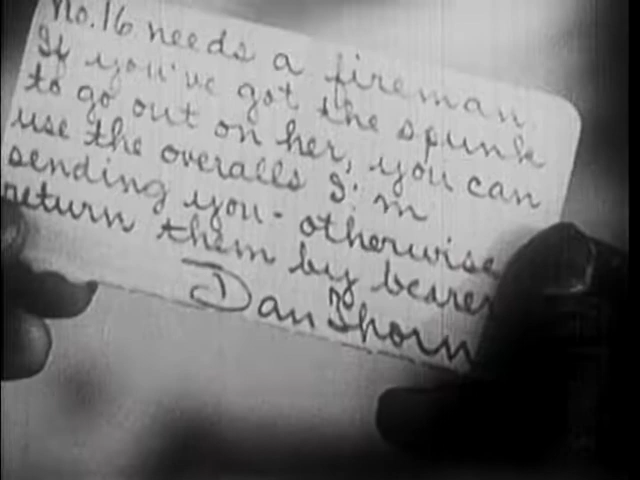 No. 16 needs a fireman.
If you've got the spunk
to go out on her, you can
use the overalls I'm
sending you - otherwise
return them by bearer
Dan Thorn